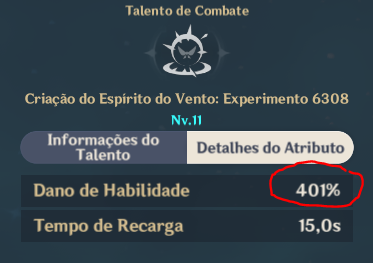 Talento de Combate
Criação do Espírito do Vento: Experimento 6308
Nv.11
Informações do
Talento
Detalhes do Atributo
Dano de Habilidade 401%
Tempo de Recarga 15,0s